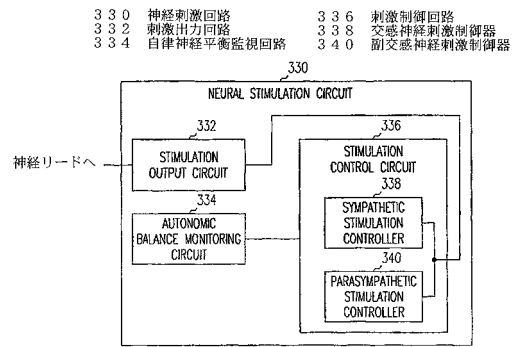 ３３０ 神経刺激回路 ３３６ 刺激制御回路
３３２ 刺激出力回路 ３３８ 交感神経刺激制御器
３３４ 自律神経平衡監視回路 ３４０ 副交感神経刺激制御器
330
NEURAL STIMULATION CIRCUIT
332
336
神経リードへ
STIMULATION
OUTPUT CIRCUIT
STIMULATION
CONTROL CIRCUIT
334
338
AUTONOMIC
BALANCE MONITORING
CIRCUIT
SYMPATHETIC
STIMULATION
CONTROLLER
340
PARASYMPATHETIC
STIMULATION
CONTROLLER